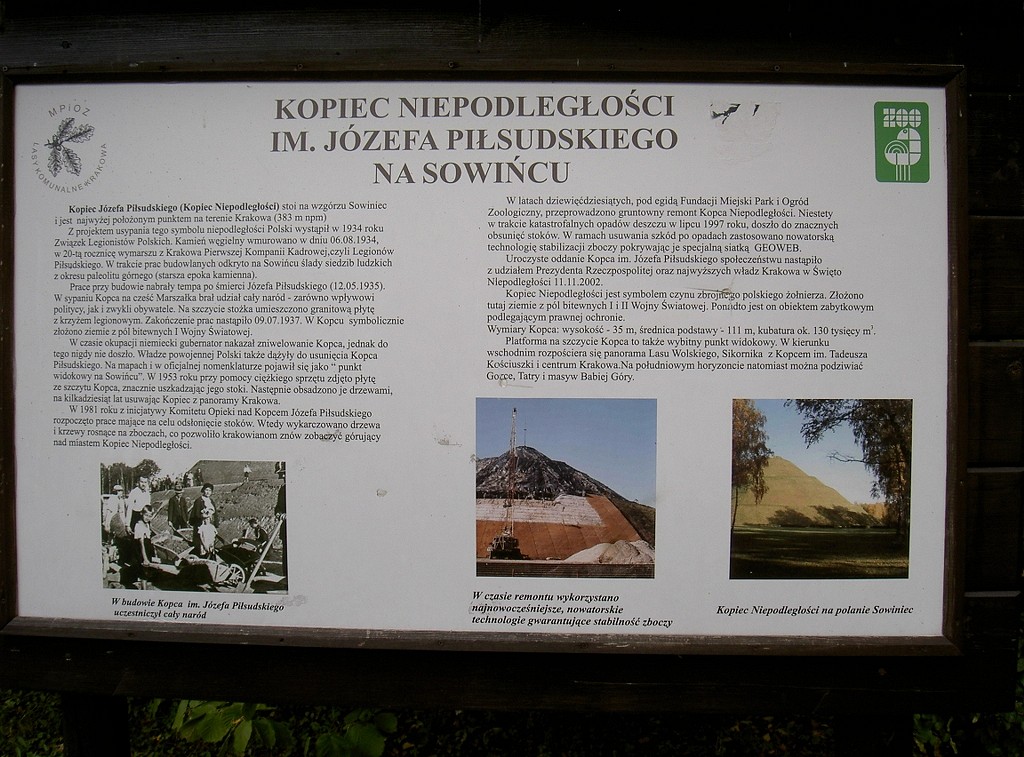 MPiOZ
LASY KOMUNALNE KRAKOWA
ZOO
KOPIEC NIEPODLEGŁOŚCI
IM. JÓZEFA PIŁSUDSKIEGO
NA SOWIŃCU
Kopiec Józefa Piłsudskiego (Kopiec Niepodległości) stoi na wzgórzu Sowiniec
i jest najwyżej położonym punktem na terenie Krakowa (383 m npm)
Z projektem usypania tego symbolu niepodległości Polski wystąpił w 1934 roku
Związek Legionistów Polskich. Kamień węgielny wmurowano w dniu 06.08.1934,
w 20-tą rocznicę wymarszu z Krakowa Pierwszej Kompanii Kadrowej,czyli Legionów
Piłsudskiego. W trakcie prac budowlanych odkryto na Sowińcu ślady siedzib ludzkich
z okresu paleolitu górnego (starsza epoka kamienna).
Prace przy budowie nabrały tempa po śmierci Józefa Piłsudskiego (12.05.1935).
W sypaniu Kopca na cześć Marszałka brał udział cały naród - zarówno wpływowi
politycy, jak i zwykli obywatele. Na szczycie stożka umieszczono granitową płytę
z krzyżem legionowym. Zakończenie prac nastąpiło 09.07.1937. W Kopcu symbolicznie
złożono ziemie z pól bitewnych I Wojny Światowej.
W czasie okupacji niemiecki gubernator nakazał zniwelowanie Kopca, jednak do
tego nigdy nie doszło. Władze powojennej Polski także dążyły do usunięcia Kopca
Piłsudskiego. Na mapach i w oficjalnej nomenklaturze pojawił się jako “ punkt
widokowy na Sowińcu”. W 1953 roku przy pomocy ciężkiego sprzętu zdjęto płytę
ze szczytu Kopca, znacznie uszkadzając jego stoki. Następnie obsadzono je drzewami,
na kilkadziesiąt lat usuwając Kopiec z panoramy Krakowa.
W 1981 roku z inicjatywy Komitetu Opieki nad Kopcem Józefa Piłsudskiego
rozpoczęto prace mające na celu odsłonięcie stoków. Wtedy wykarczowano drzewa
i krzewy rosnące na zboczach, co pozwoliło krakowianom znów zobaczyć górujący
nad miastem Kopiec Niepodległości.
W latach dziewięćdziesiątych, pod egidą Fundacji Miejski Park i Ogród
Zoologiczny, przeprowadzono gruntowny remont Kopca Niepodległości. Niestety
w trakcie katastrofalnych opadów deszczu w lipcu 1997 roku, doszło do znacznych
obsunięć stoków. W ramach usuwania szkód po opadach zastosowano nowatorską
technologię stabilizacji zboczy pokrywając je specjalną siatką GEOWEB.
Uroczyste oddanie Kopca im. Józefa Piłsudskiego społeczeństwu nastąpiło
z udziałem Prezydenta Rzeczpospolitej oraz najwyższych władz Krakowa w Święto
Niepodległości 11.11.2002.
Kopiec Niepodległości jest symbolem czynu zbrojnego polskiego żołnierza. Złożono
tutaj ziemie z pól bitewnych I i II Wojny Światowej. Ponadto jest on obiektem zabytkowym
podlegającym prawnej ochronie.
Wymiary Kopca: wysokość - 35 m, średnica podstawy - 111 m, kubatura ok. 130 tysięcy m³.
Platforma na szczycie Kopca to także wybitny punkt widokowy. W kierunku
wschodnim rozpościera się panorama Lasu Wolskiego, Sikornika z Kopcem im. Tadeusza
Kościuszki i centrum Krakowa.Na południowym horyzoncie natomiast można podziwiać
Gorce, Tatry i masyw Babiej Góry.
W budowie Kopca im. Józefa Piłsudskiego
uczestniczył cały naród
W czasie remontu wykorzystano
najnowocześniejsze, nowatorskie
technologie gwarantujące stabilność zboczy
Kopiec Niepodległości na polanie Sowiniec